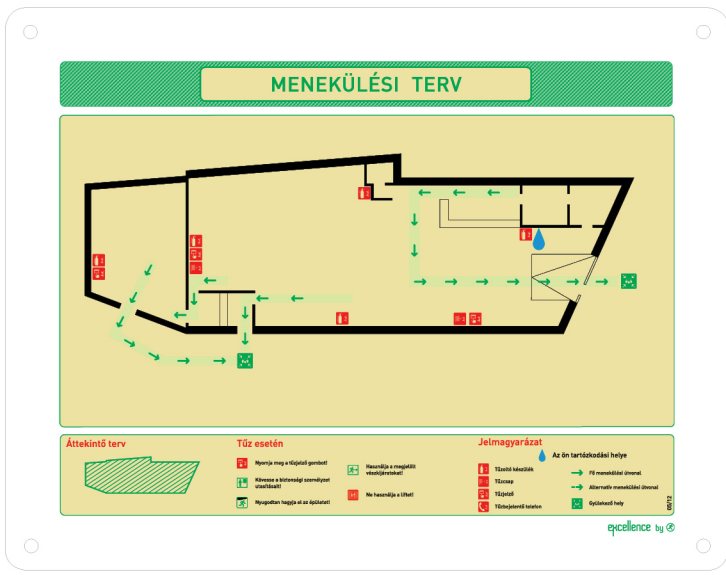 MENEKÜLÉSI TERV
Áttekintő terv
Tűz esetén
Nyomja meg a tűzjelző gombot!
Kövesse a biztonsági személyzet
utasításait!
Nyugodtan hagyja el az épületet!
Használja a megjelölt
vészkijáratokat!
Ne használja a liftet!
Jelmagyarázat
Az ön tartózkodási helye
Tűzoltó készülék
Tűzcsap
Tűzjelző
Tűzbejelentő telefon
Fő menekülési útvonal
Alternatív menekülési útvonal
Gyülekező hely
05/12
excellence by